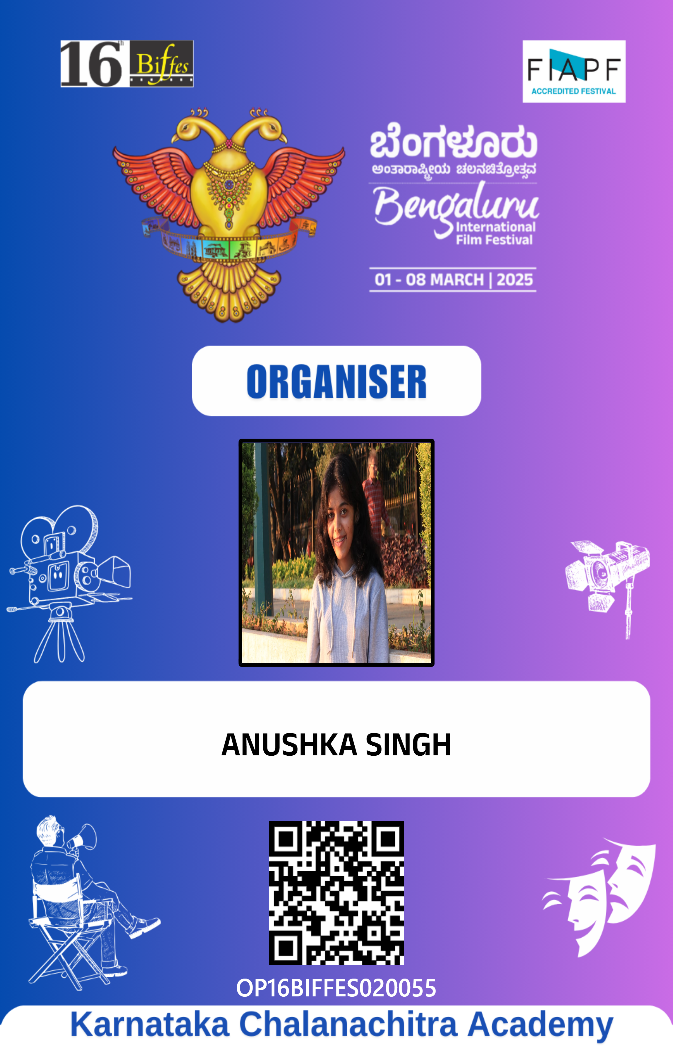 16th Biffes
FIAPF
ACCREDITED FESTIVAL
ಬೆಂಗಳೂರು
ಅಂತಾರಾಷ್ಟ್ರೀಯ ಚಲನಚಿತ್ರೋತ್ಸವ
Bengaluru
International
Film Festival
01 - 08 MARCH | 2025
ORGANISER
ANUSHKA SINGH
OP16BIFFES020055
Karnataka Chalanachitra Academy